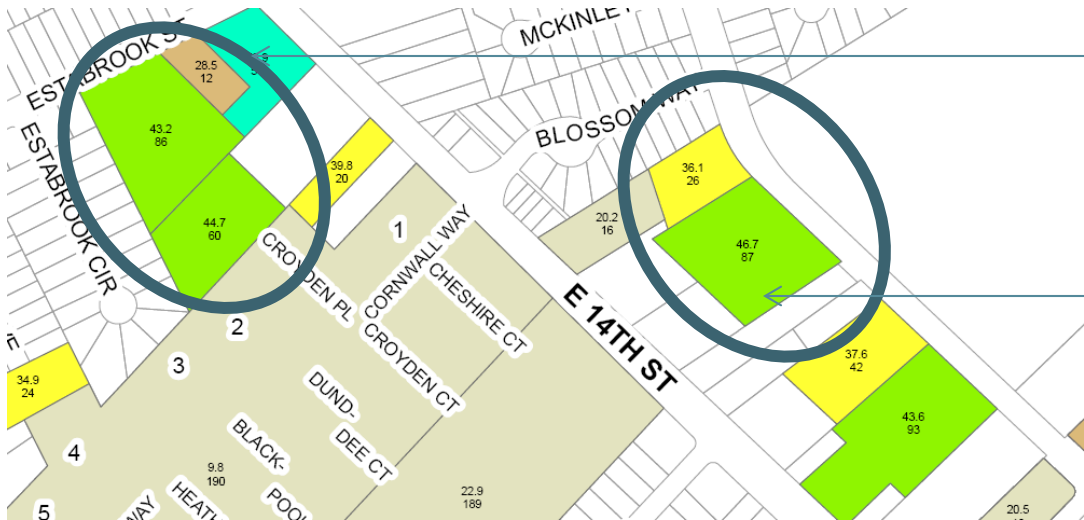 ESTABROOK ST
28.5
12
43.2
86
ESTABROOK CIR
44.7
60
39.8
20
34.9
24
CROYDEN PL
CORNWALL WAY
CHESHIRE CT
CROYDEN CT
DUND-
DEE CT
BLACK-
POOL
HEATH
WAY
1
2
3
4
5
9.8
190
22.9
189
E 14TH ST
MCKINLEY
BLOSSOM WAY
36.1
26
20.2
16
46.7
87
37.6
42
43.6
93
20.5